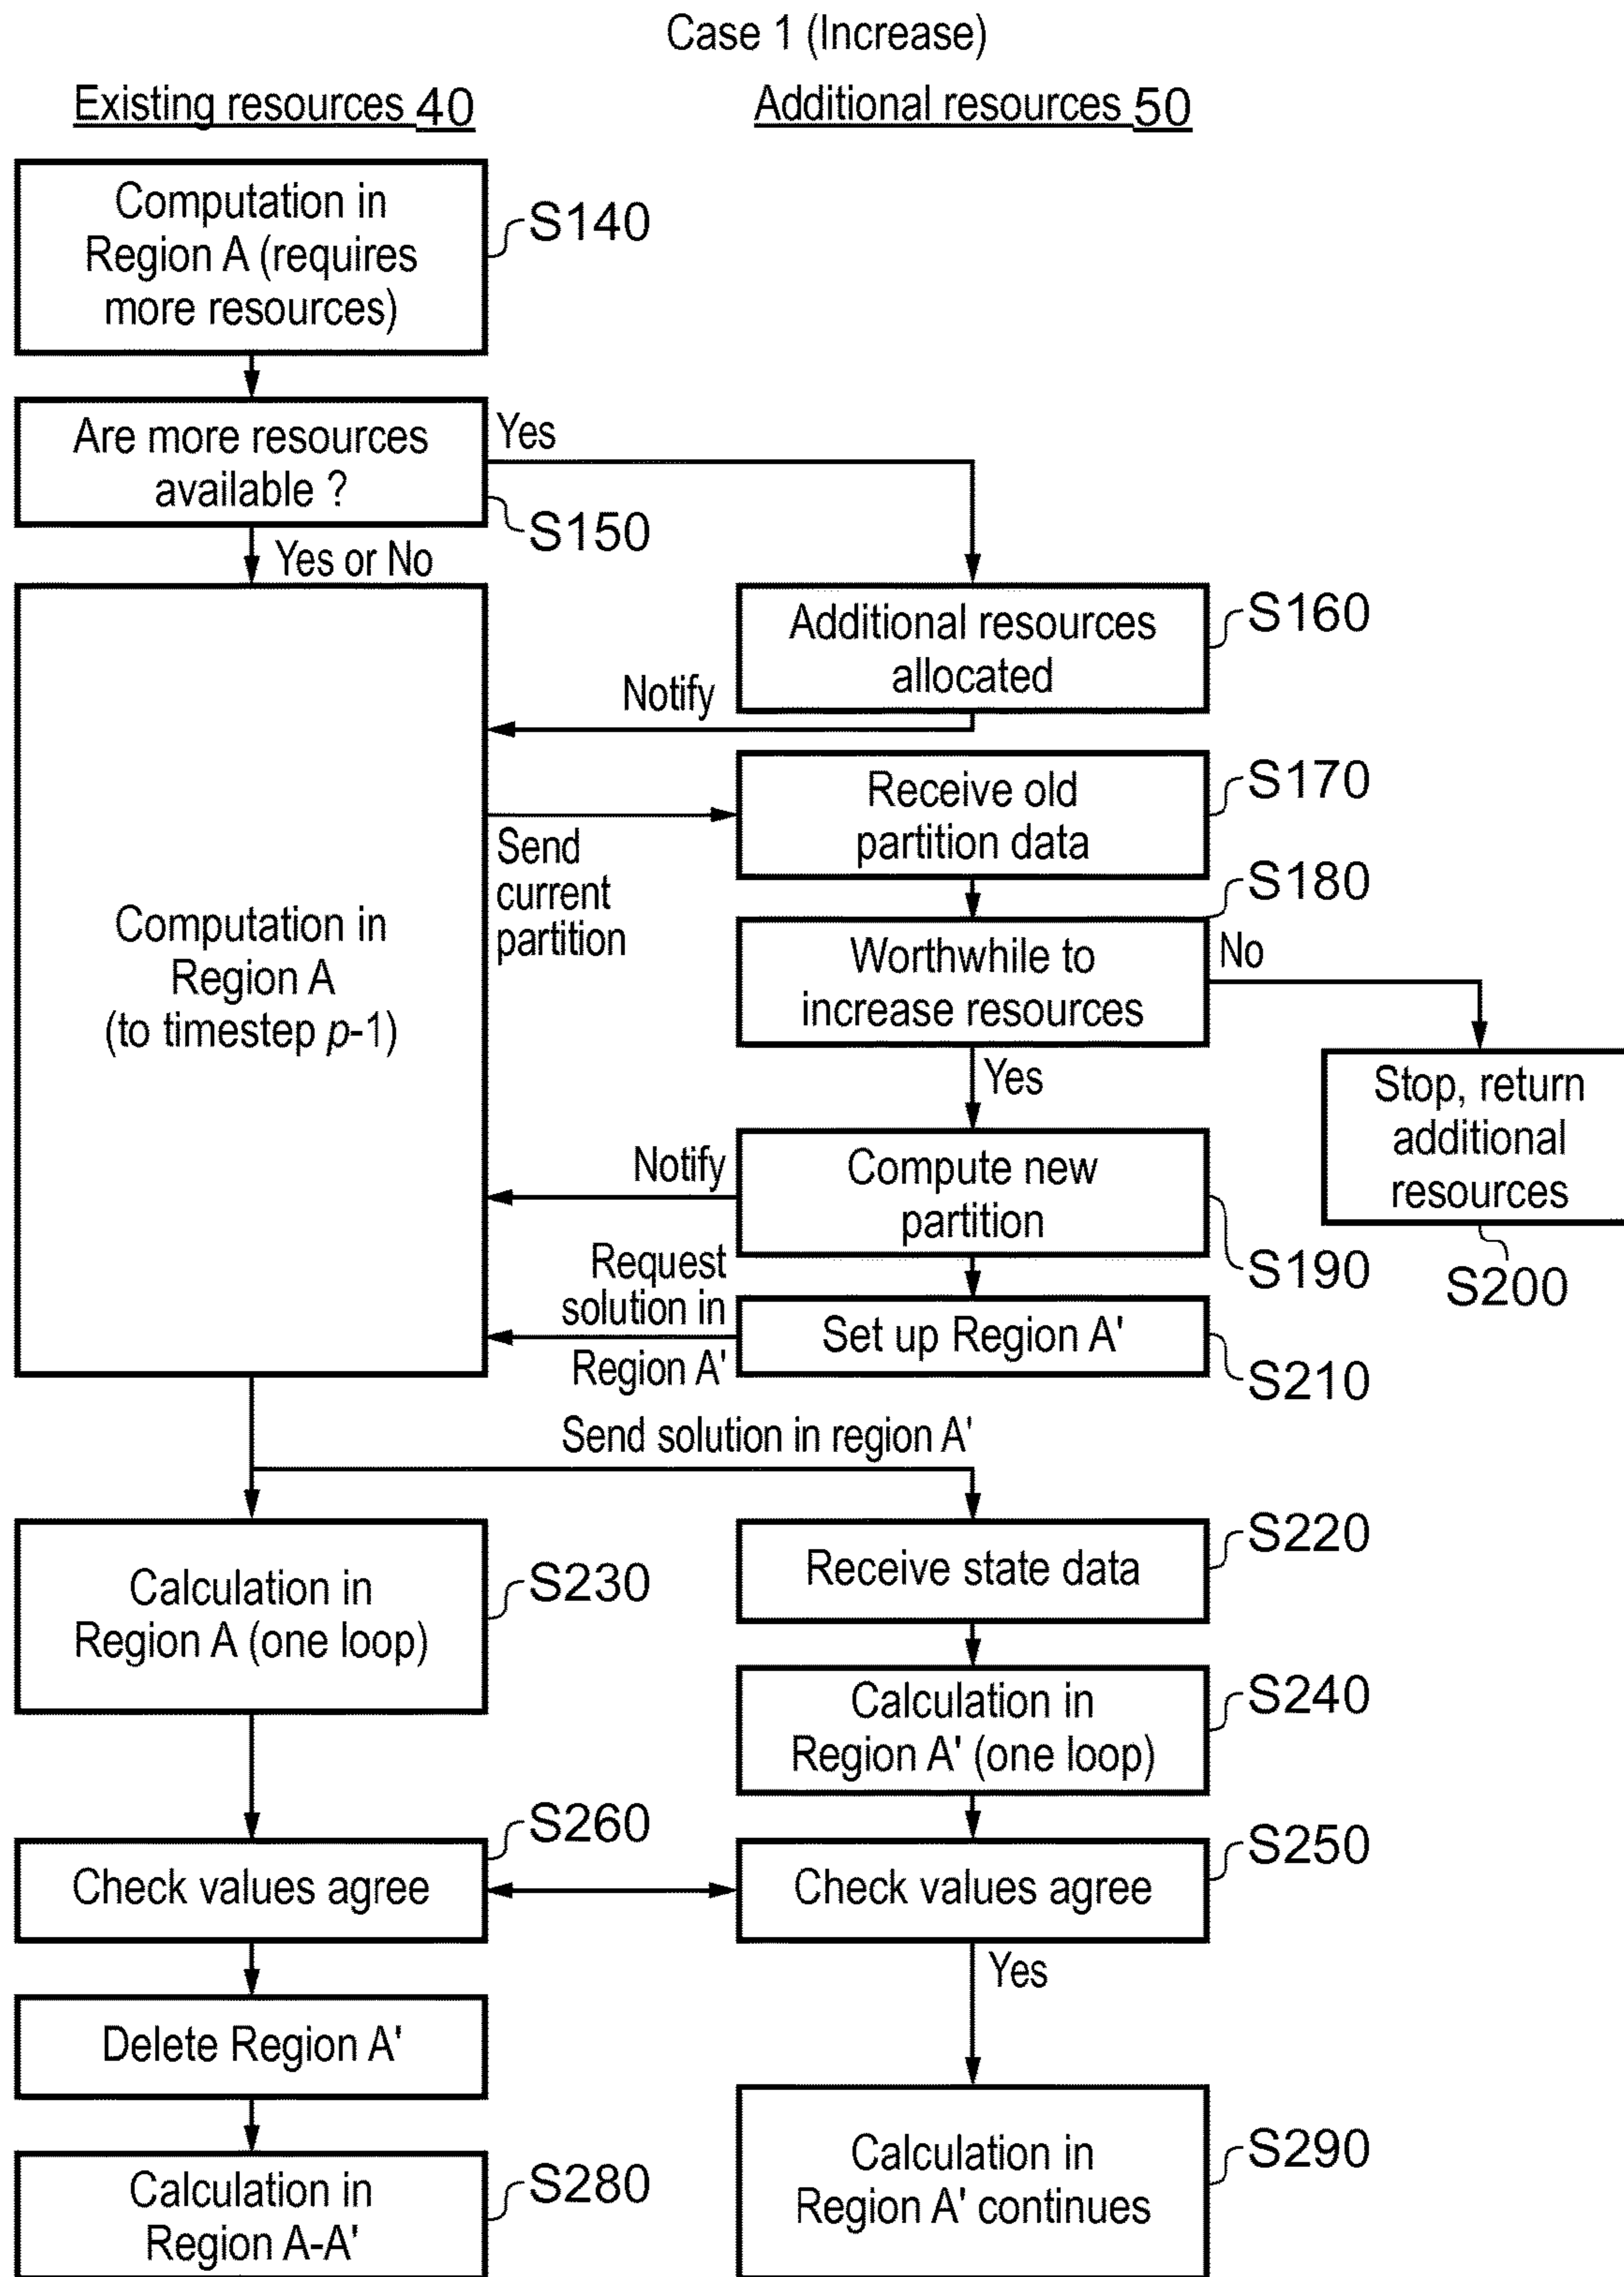 Case 1 (Increase)
Existing resources 40
Additional resources 50
Computation in
Region A (requires
more resources)
S140
Are more resources
available ?
Yes
S150
Yes or No
Additional resources
allocated
S160
Notify
Receive old
partition data
S170
Send
current
partition
S180
Computation in
Region A
(to timestep p-1)
Worthwhile to
increase resources
No
Yes
Stop, return
additional
resources
S200
Notify
Compute new
partition
S190
Request
solution in
Region A'
Set up Region A'
S210
Send solution in region A'
Calculation in
Region A (one loop)
S230
Receive state data
S220
Calculation in
Region A' (one loop)
S240
S260
Check values agree
Check values agree
S250
Yes
Delete Region A'
Calculation in
Region A-A'
S280
Calculation in
Region A' continues
S290